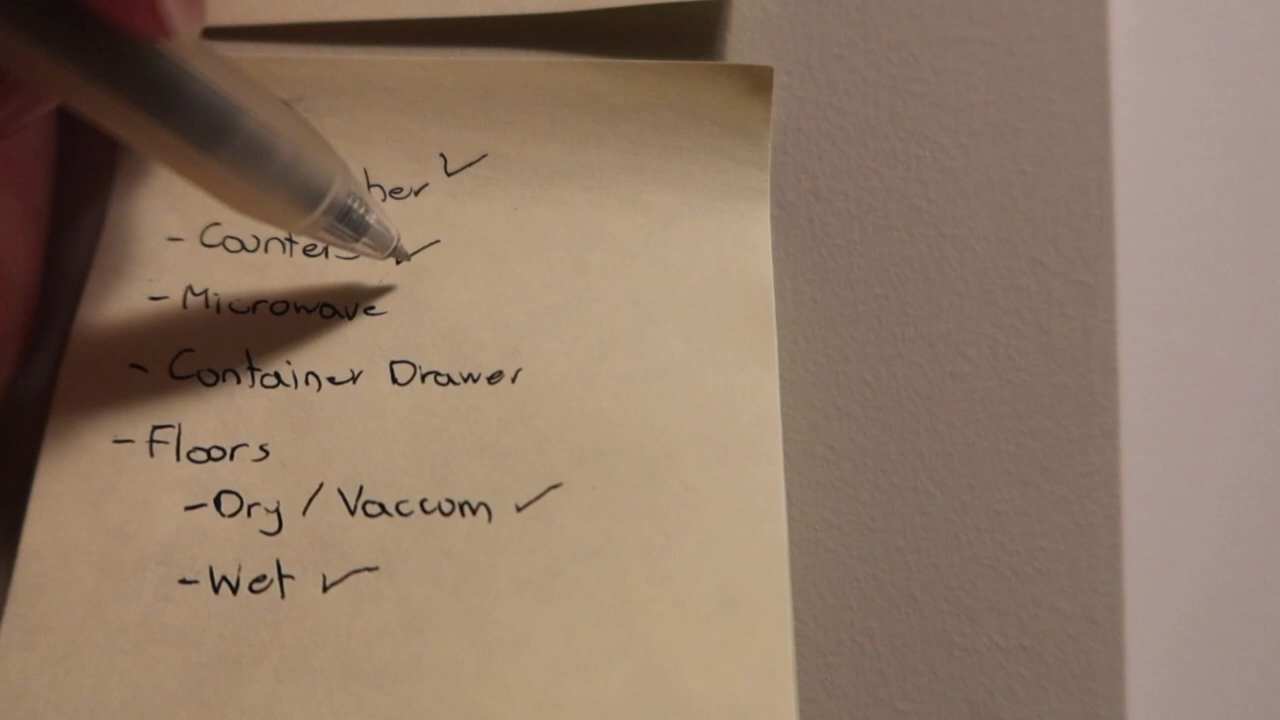 her ✓
- Counters ✓
- Microwave
- Container Drawer
- Floors
- Dry / Vaccum ✓
- Wet ✓